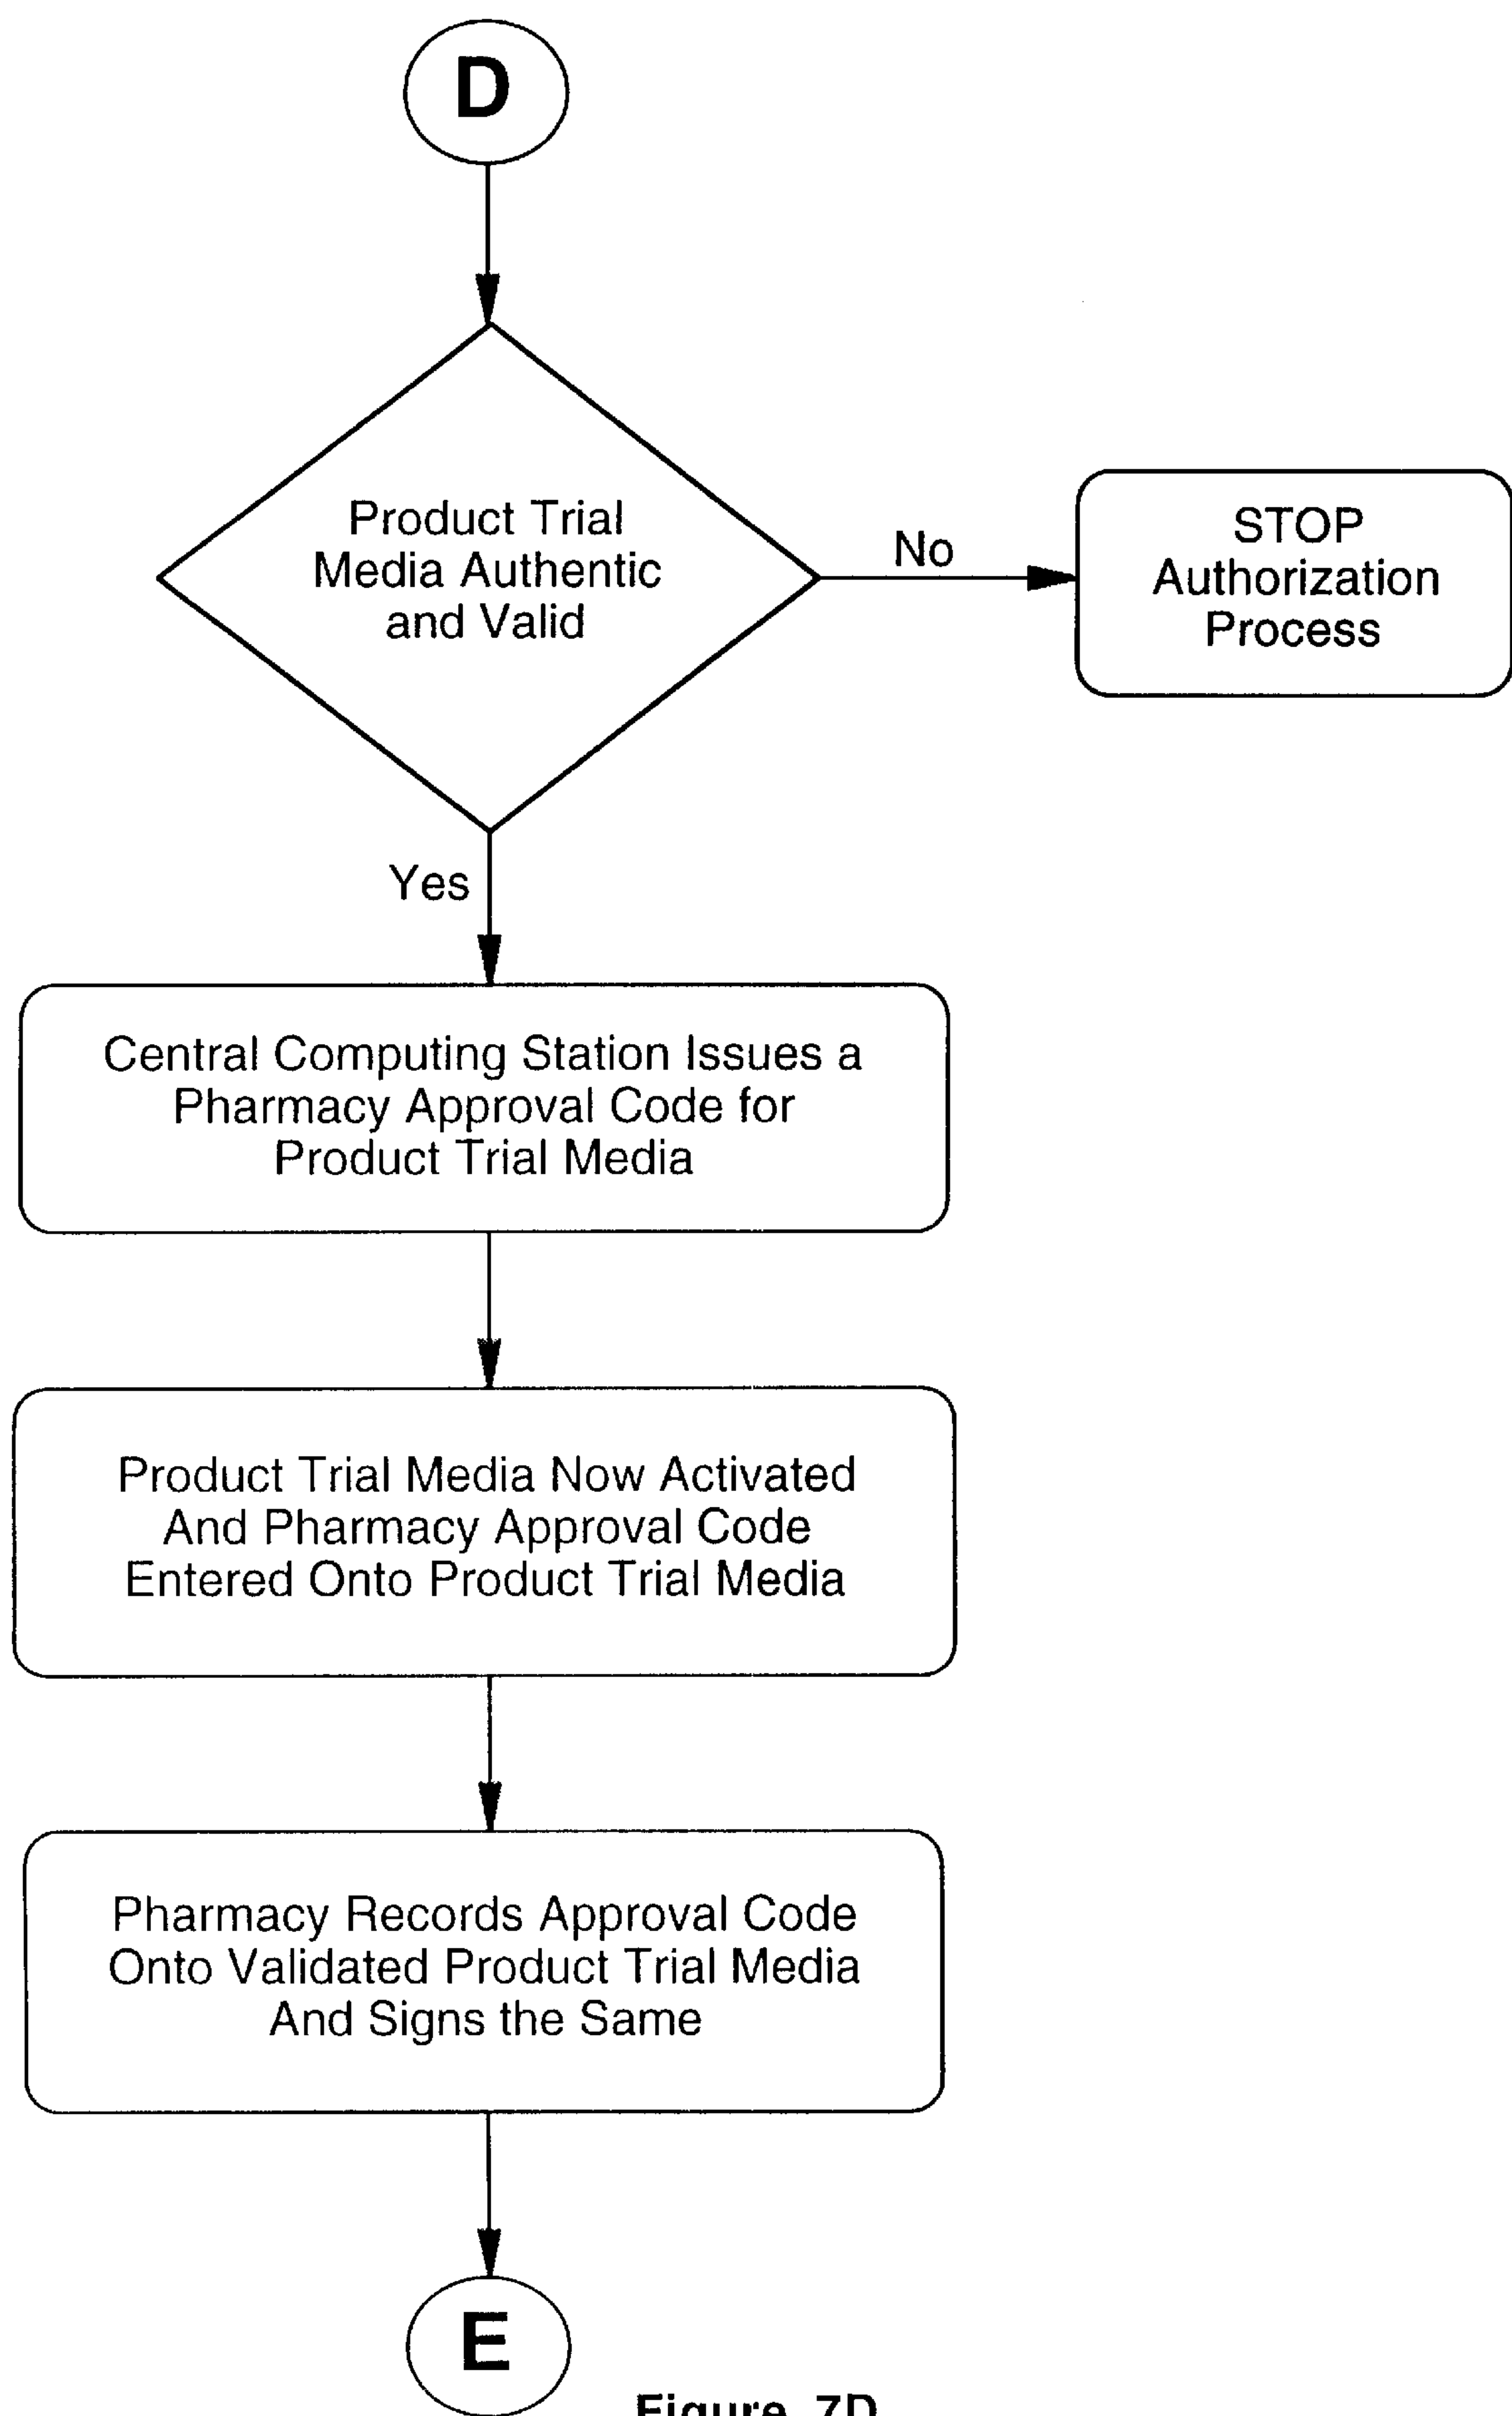 D
Product Trial
Media Authentic
and Valid
No
STOP
Authorization
Process
Yes
Central Computing Station Issues a
Pharmacy Approval Code for
Product Trial Media
Product Trial Media Now Activated
And Pharmacy Approval Code
Entered Onto Product Trial Media
Pharmacy Records Approval Code
Onto Validated Product Trial Media
And Signs the Same
E
Figure 7D